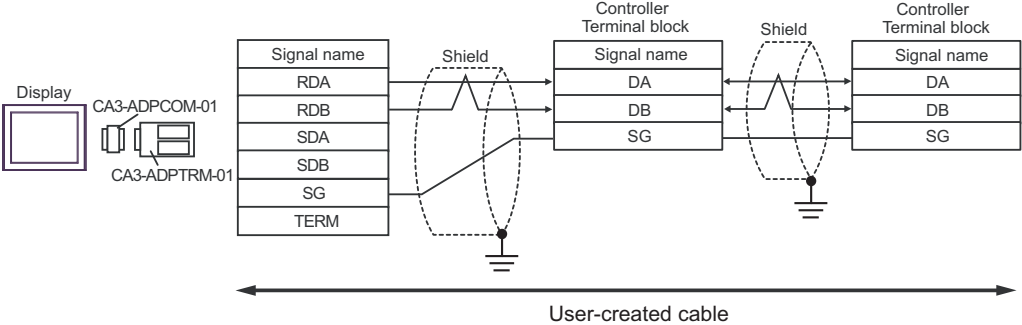 Display
CA3-ADPCOM-01
CA3-ADPTRM-01
Signal name
RDA
RDB
SDA
SDB
SG
TERM
Shield
Controller
Terminal block
Signal name
DA
DB
SG
Shield
Controller
Terminal block
Signal name
DA
DB
SG
User-created cable